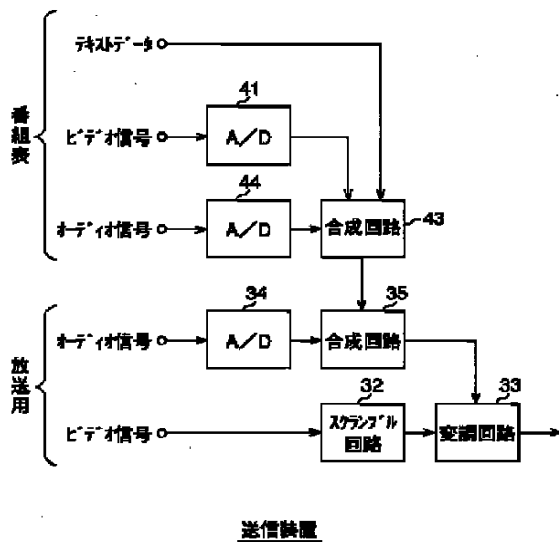 テキストデータ
41
番組表
ビデオ信号
A/D
44
オーディオ信号
A/D
合成回路
43
34
35
放送用
オーディオ信号
A/D
合成回路
32
33
ビデオ信号
スクランブル
回路
変調回路
送信装置